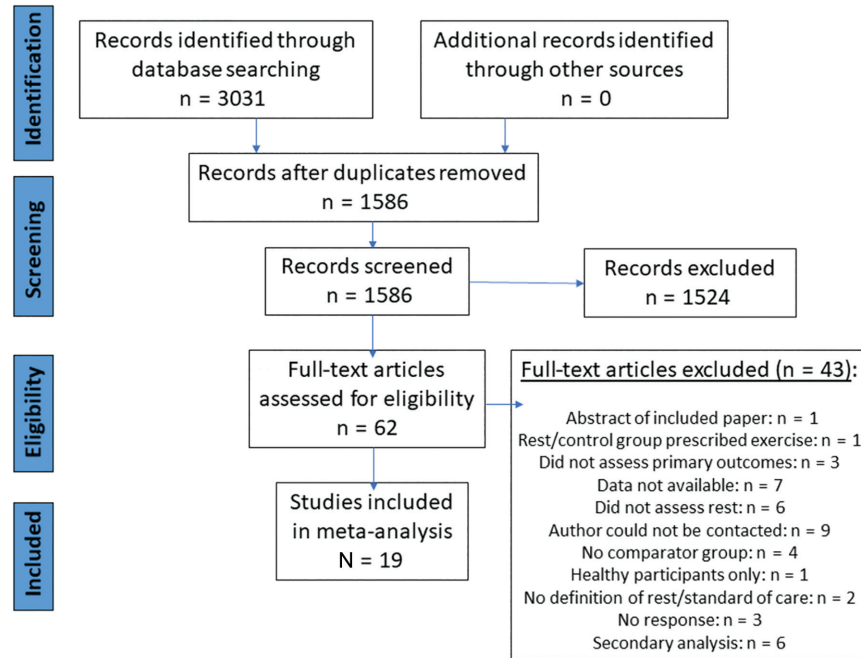 Identification
Records identified through
database searching
n = 3031
Additional records identified
through other sources
n = 0
Records after duplicates removed
n = 1586
Screening
Records screened
n = 1586
Records excluded
n = 1524
Eligibility
Full-text articles
assessed for eligibility
n = 62
Full-text articles excluded (n = 43):
Abstract of included paper: n = 1
Rest/control group prescribed exercise: n = 1
Did not assess primary outcomes: n = 3
Data not available: n = 7
Did not assess rest: n = 6
Author could not be contacted: n = 9
No comparator group: n = 4
Healthy participants only: n = 1
No definition of rest/standard of care: n = 2
No response: n = 3
Secondary analysis: n = 6
Included
Studies included
in meta-analysis
N = 19